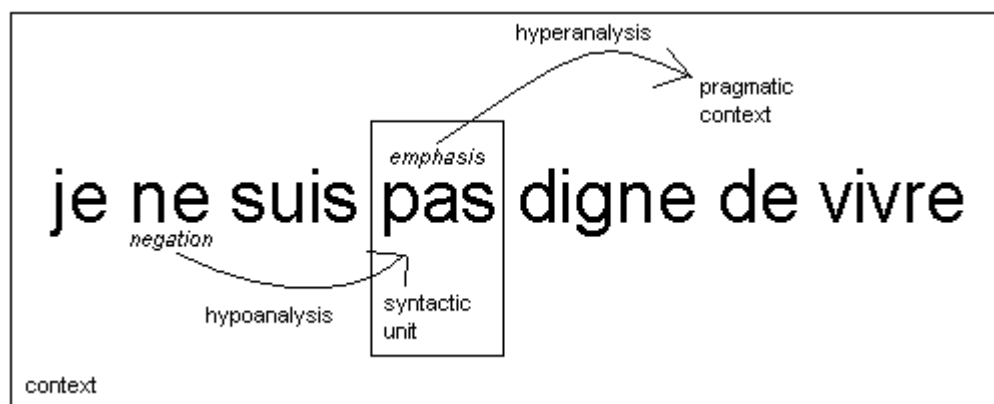 hyperanalysis
pragmatic
context
emphasis
je ne suis pas digne de vivre
negation
hypoanalysis
syntactic
unit
context